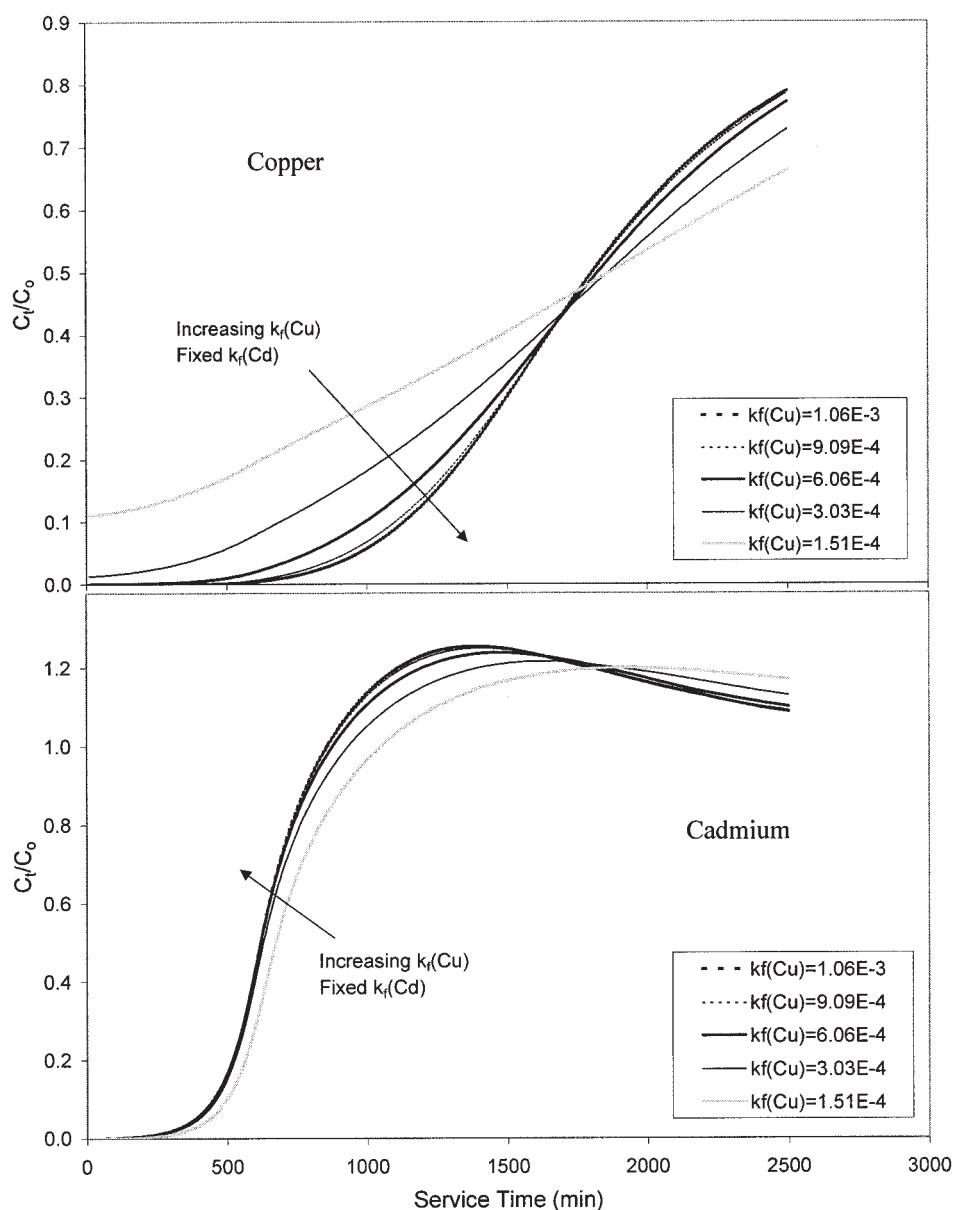 0.9
0.8
0.7
0.6
0.5
0.4
0.3
0.2
0.1
0.0
Cₜ/Cₒ
Copper
Increasing k_f(Cu)
Fixed k_f(Cd)
kf(Cu)=1.06E-3
kf(Cu)=9.09E-4
kf(Cu)=6.06E-4
kf(Cu)=3.03E-4
kf(Cu)=1.51E-4
1.2
1.0
0.8
0.6
0.4
0.2
0.0
Cₜ/Cₒ
Cadmium
Increasing k_f(Cu)
Fixed k_f(Cd)
kf(Cu)=1.06E-3
kf(Cu)=9.09E-4
kf(Cu)=6.06E-4
kf(Cu)=3.03E-4
kf(Cu)=1.51E-4
0 500 1000 1500 2000 2500 3000
Service Time (min)